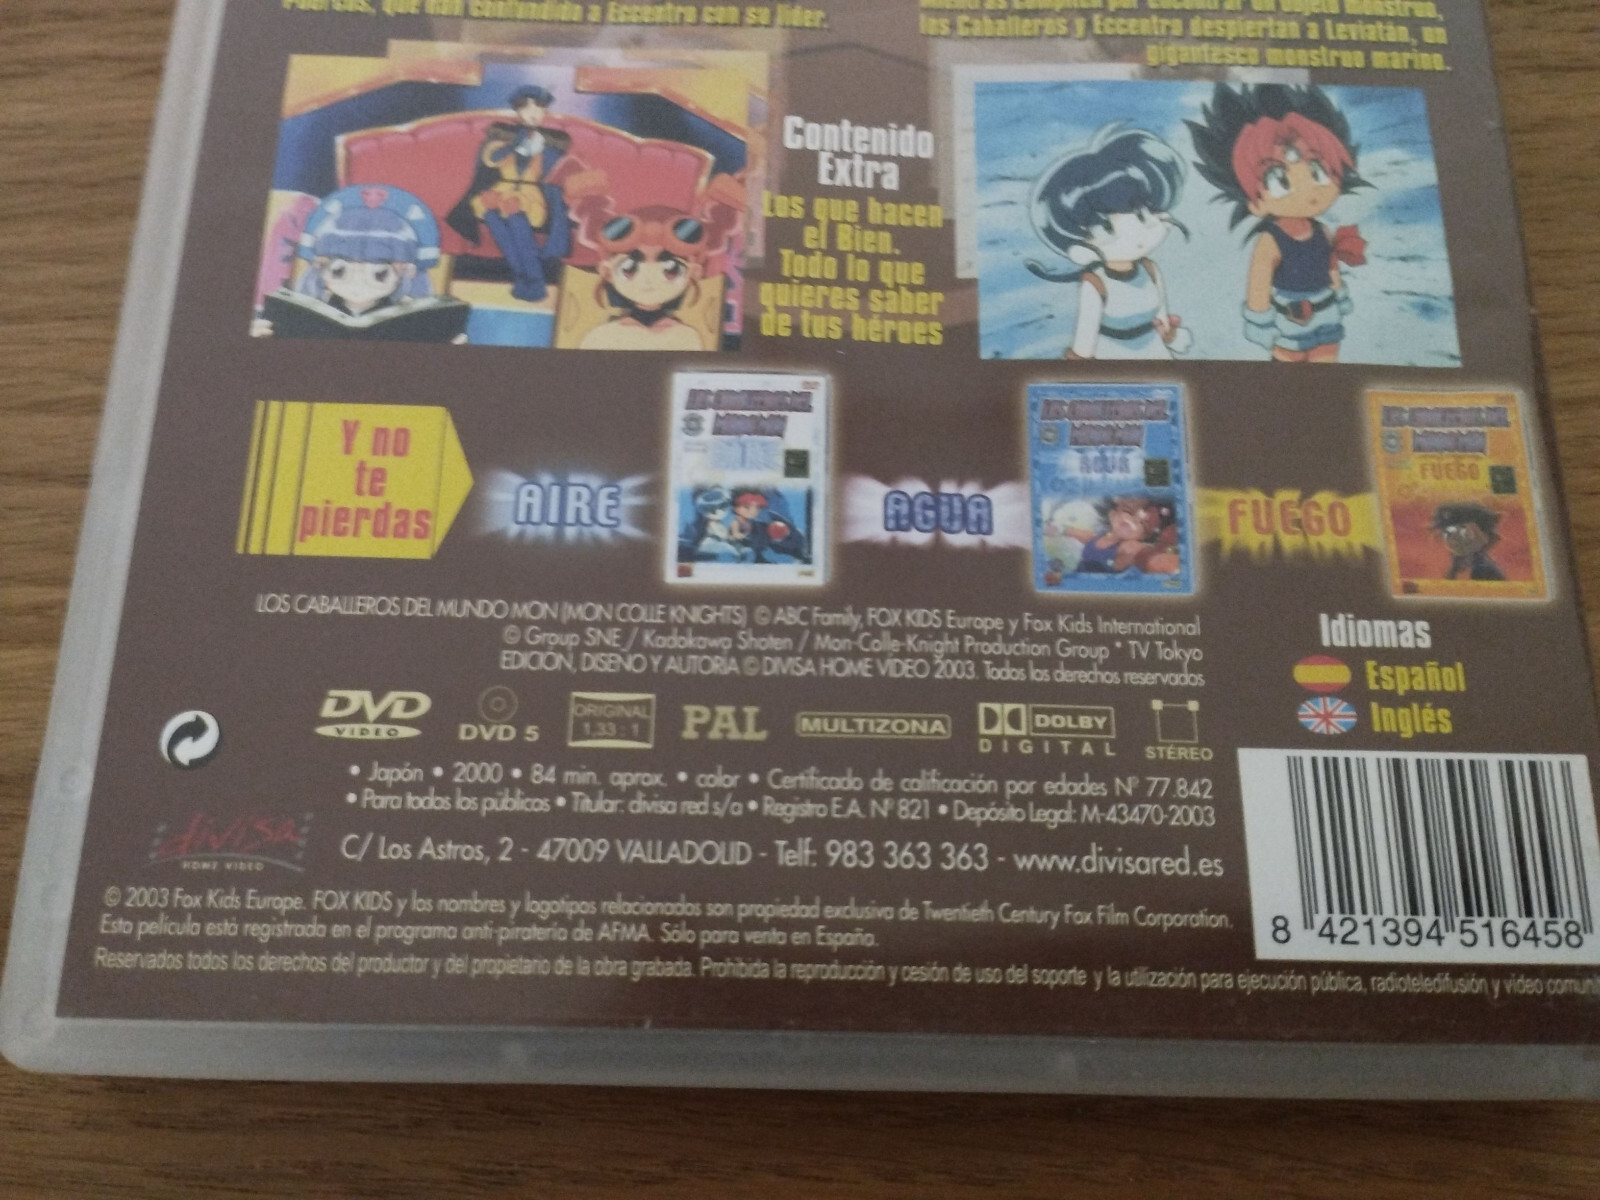 Puercos, que han confundido a Eccentro con su líder.
Mientras compiten por encontrar un Objeto Monstruo,
los Caballeros y Eccentro despiertan a Leviatán, un
gigantesco monstruo marino.
Contenido
Extra
Los que hacen
el Bien.
Todo lo que
quieres saber
de tus héroes
Y no
te
pierdas
AIRE
AGUA
FUEGO
AGUA
FUEGO
LOS CABALLEROS DEL MUNDO MON (MON COLLE KNIGHTS) © ABC Family, FOX KIDS Europe y Fox Kids International
© Group SNE / Kadokawa Shoten / Mon-Colle-Knight Production Group * TV Tokyo
EDICION, DISEÑO Y AUTORIA © DIVISA HOME VIDEO 2003. Todos los derechos reservados
Idiomas
Español
Inglés
DVD
VIDEO
DVD 5
ORIGINAL
1,33 : 1
PAL
MULTIZONA
DOLBY
DIGITAL
STÉREO
• Japón • 2000 • 84 min. aprox. • color • Certificado de calificación por edades Nº 77.842
• Para todos los públicos • Titular: divisa red s/a • Registro E.A. Nº 821 • Depósito Legal: M-43470-2003
divisa
HOME VIDEO
C/ Los Astros, 2 - 47009 VALLADOLID - Telf: 983 363 363 - www.divisared.es
© 2003 Fox Kids Europe. FOX KIDS y los nombres y logotipos relacionados son propiedad exclusiva de Twentieth Century Fox Film Corporation.
Esta película está registrada en el programa anti-piratería de AFMA. Sólo para venta en España.
Reservados todos los derechos del productor y del propietario de la obra grabada. Prohibida la reproducción y cesión de uso del soporte y la utilización para ejecución pública, radioteledifusión y video comuni
8 421394 516458